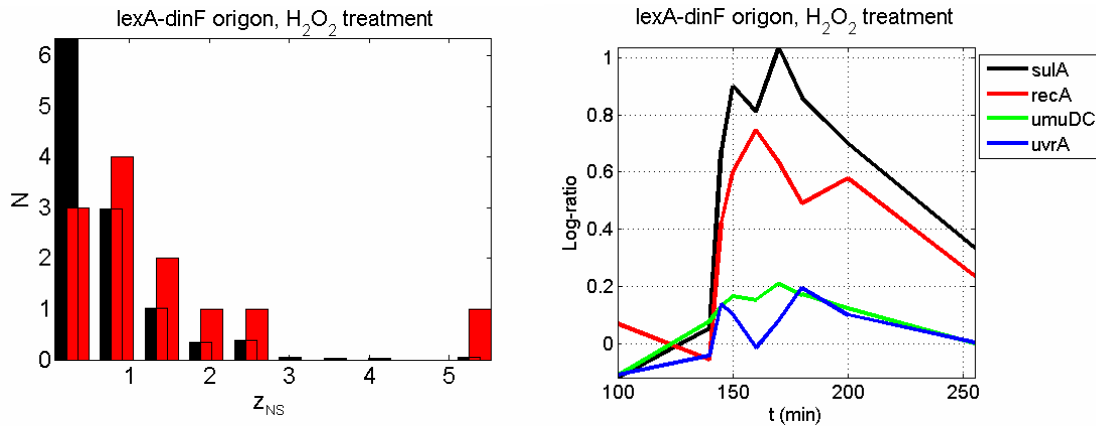 lexA-dinF origon, H₂O₂ treatment
6
5
4
3
2
1
0
N
1 2 3 4 5
z_NS
lexA-dinF origon, H₂O₂ treatment
1
0.8
0.6
0.4
0.2
0
Log-ratio
100 150 200 250
t (min)
sulA
recA
umuDC
uvrA